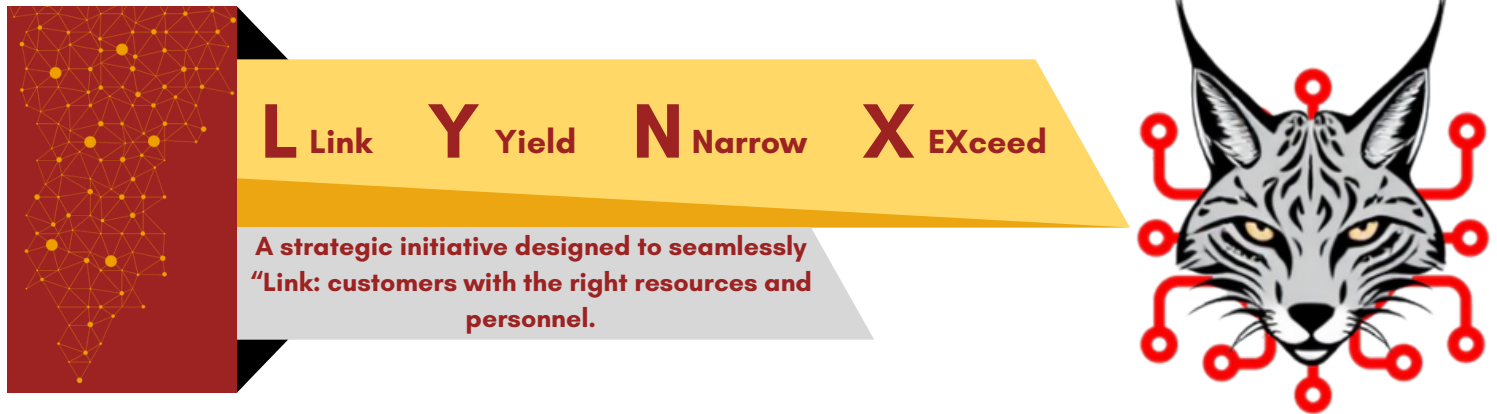 L Link Y Yield N Narrow X EXceed
A strategic initiative designed to seamlessly
“Link: customers with the right resources and
personnel.